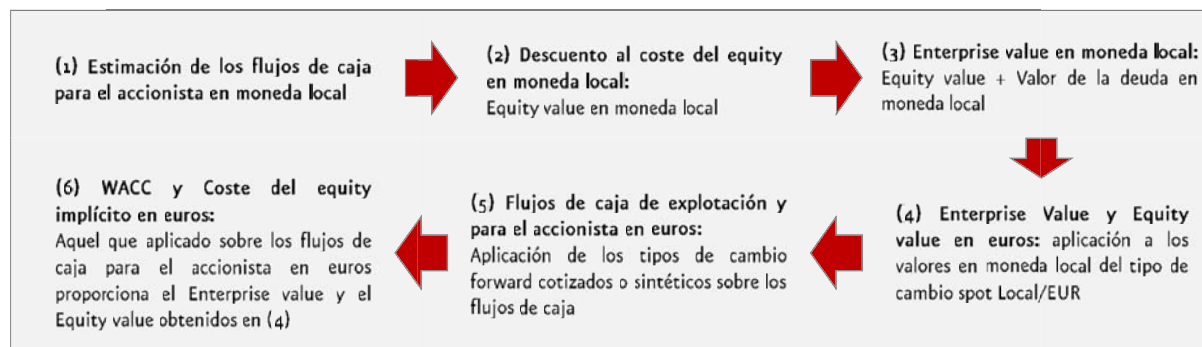 (1) Estimación de los flujos de caja
para el accionista en moneda local
(2) Descuento al coste del equity
en moneda local:
Equity value en moneda local
(3) Enterprise value en moneda local:
Equity value + Valor de la deuda en
moneda local
(4) Enterprise Value y Equity
value en euros: aplicación a los
valores en moneda local del tipo de
cambio spot Local/EUR
(5) Flujos de caja de explotación y
para el accionista en euros:
Aplicación de los tipos de cambio
forward cotizados o sintéticos sobre los
flujos de caja
(6) WACC y Coste del equity
implícito en euros:
Aquel que aplicado sobre los flujos de
caja para el accionista en euros
proporciona el Enterprise value y el
Equity value obtenidos en (4)